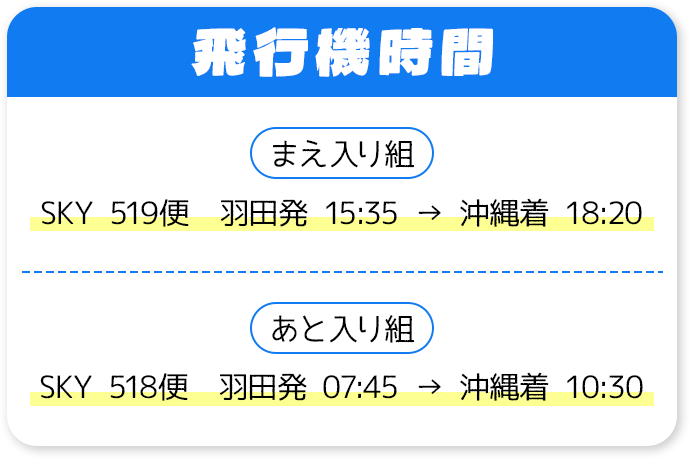 飛行機時間
まえ入り組
SKY 519便　羽田発 15:35 → 沖縄着 18:20
あと入り組
SKY 518便　羽田発 07:45 → 沖縄着 10:30